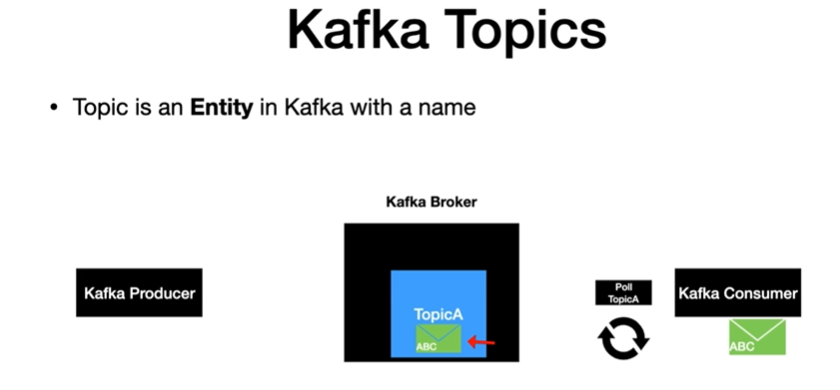 Kafka Topics
• Topic is an Entity in Kafka with a name
Kafka Broker
Kafka Producer
TopicA
ABC
Poll
TopicA
Kafka Consumer
ABC